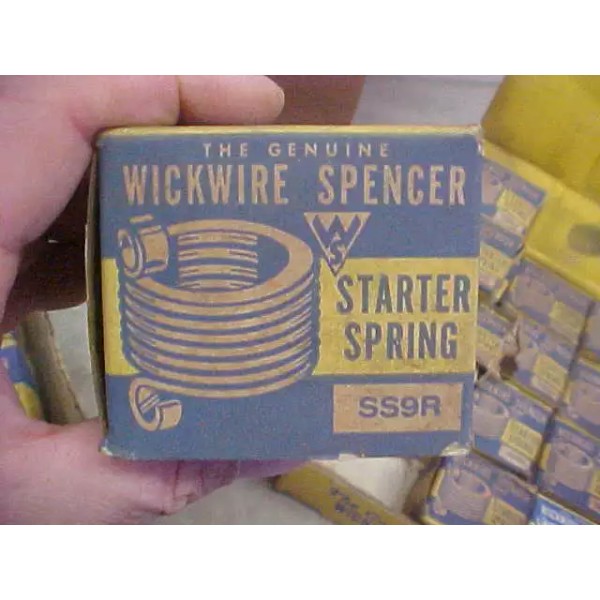 THE GENUINE
WICKWIRE SPENCER
WS
STARTER
SPRING
SS9R